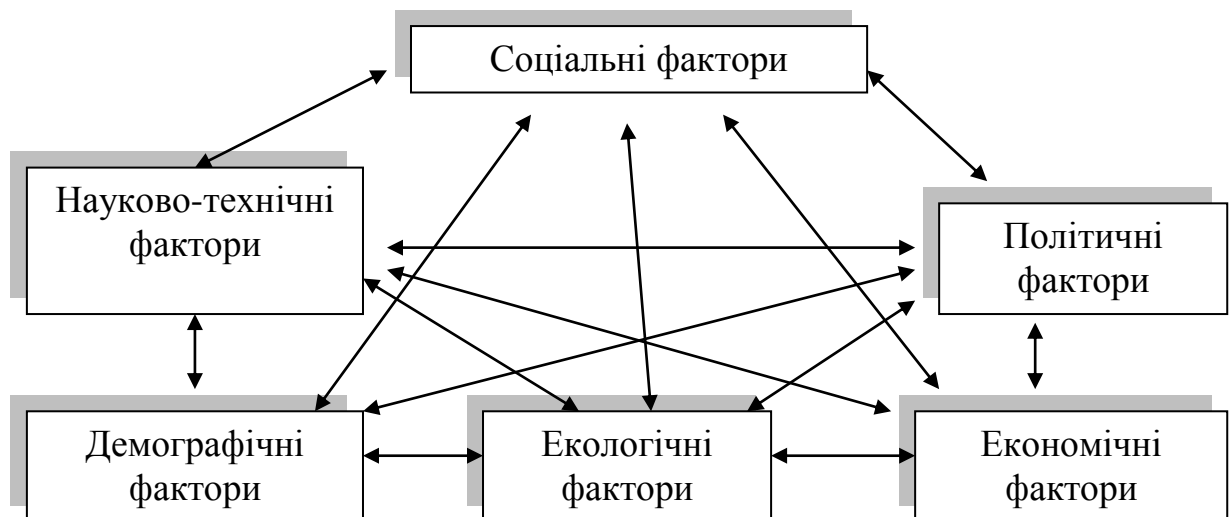 Соціальні фактори
Науково-технічні
фактори
Політичні
фактори
Демографічні
фактори
Екологічні
фактори
Економічні
фактори